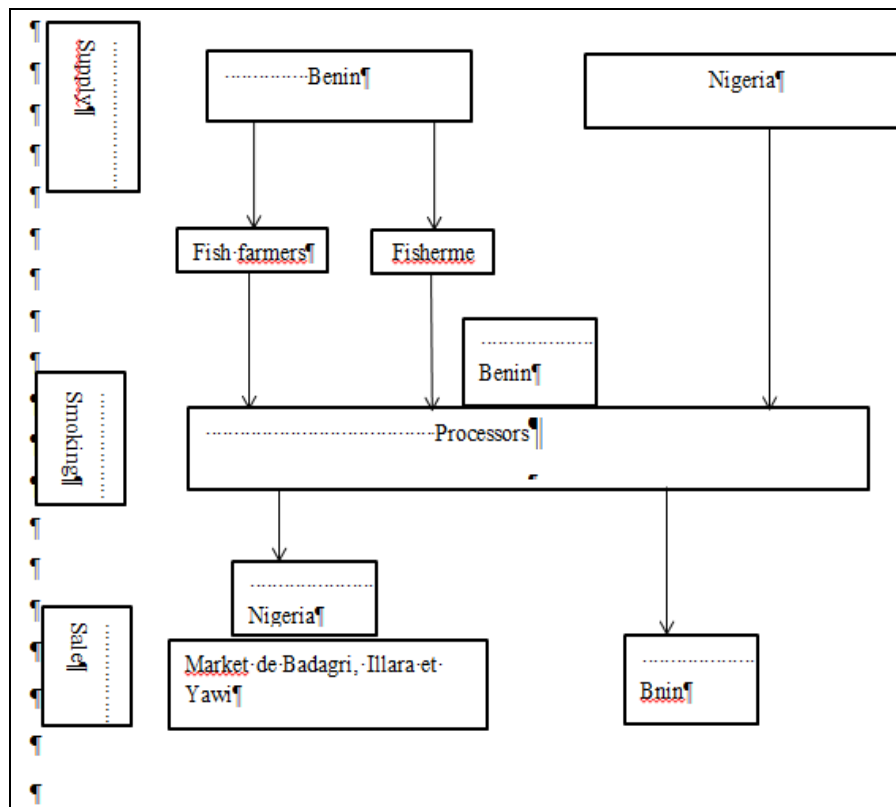 Supply¶
··············Benin¶
Nigeria¶
Fish·farmers¶
Fisherme
Benin¶
Smoking¶
······································Processors¶
¶
Nigeria¶
Sale¶
Market·de·Badagri,·Illara·et·
Yawi¶
Bnin¶